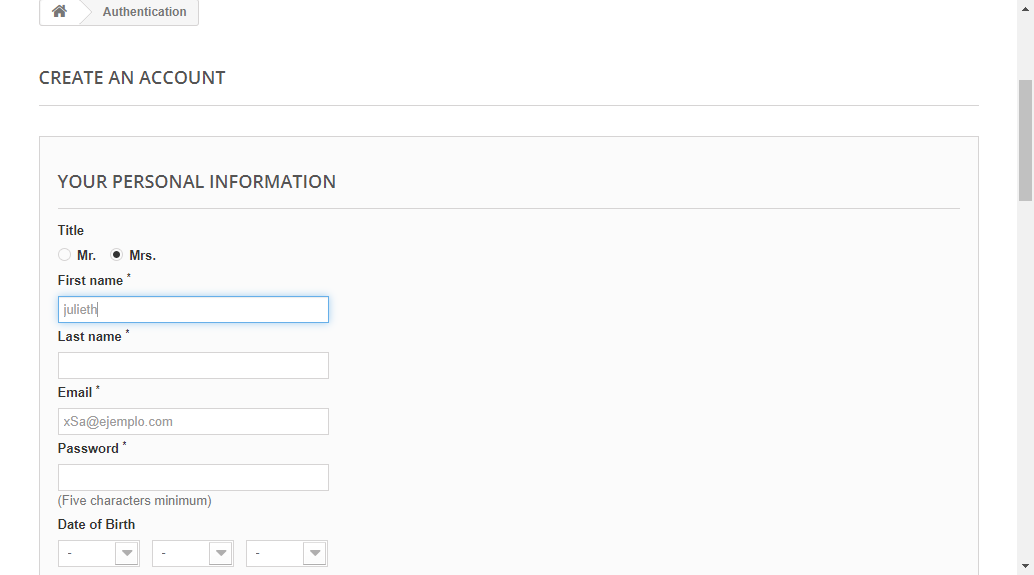 Authentication
CREATE AN ACCOUNT
YOUR PERSONAL INFORMATION
Title
Mr. Mrs.
First name *
julieth
Last name *
Email *
xSa@ejemplo.com
Password *
(Five characters minimum)
Date of Birth
- - -